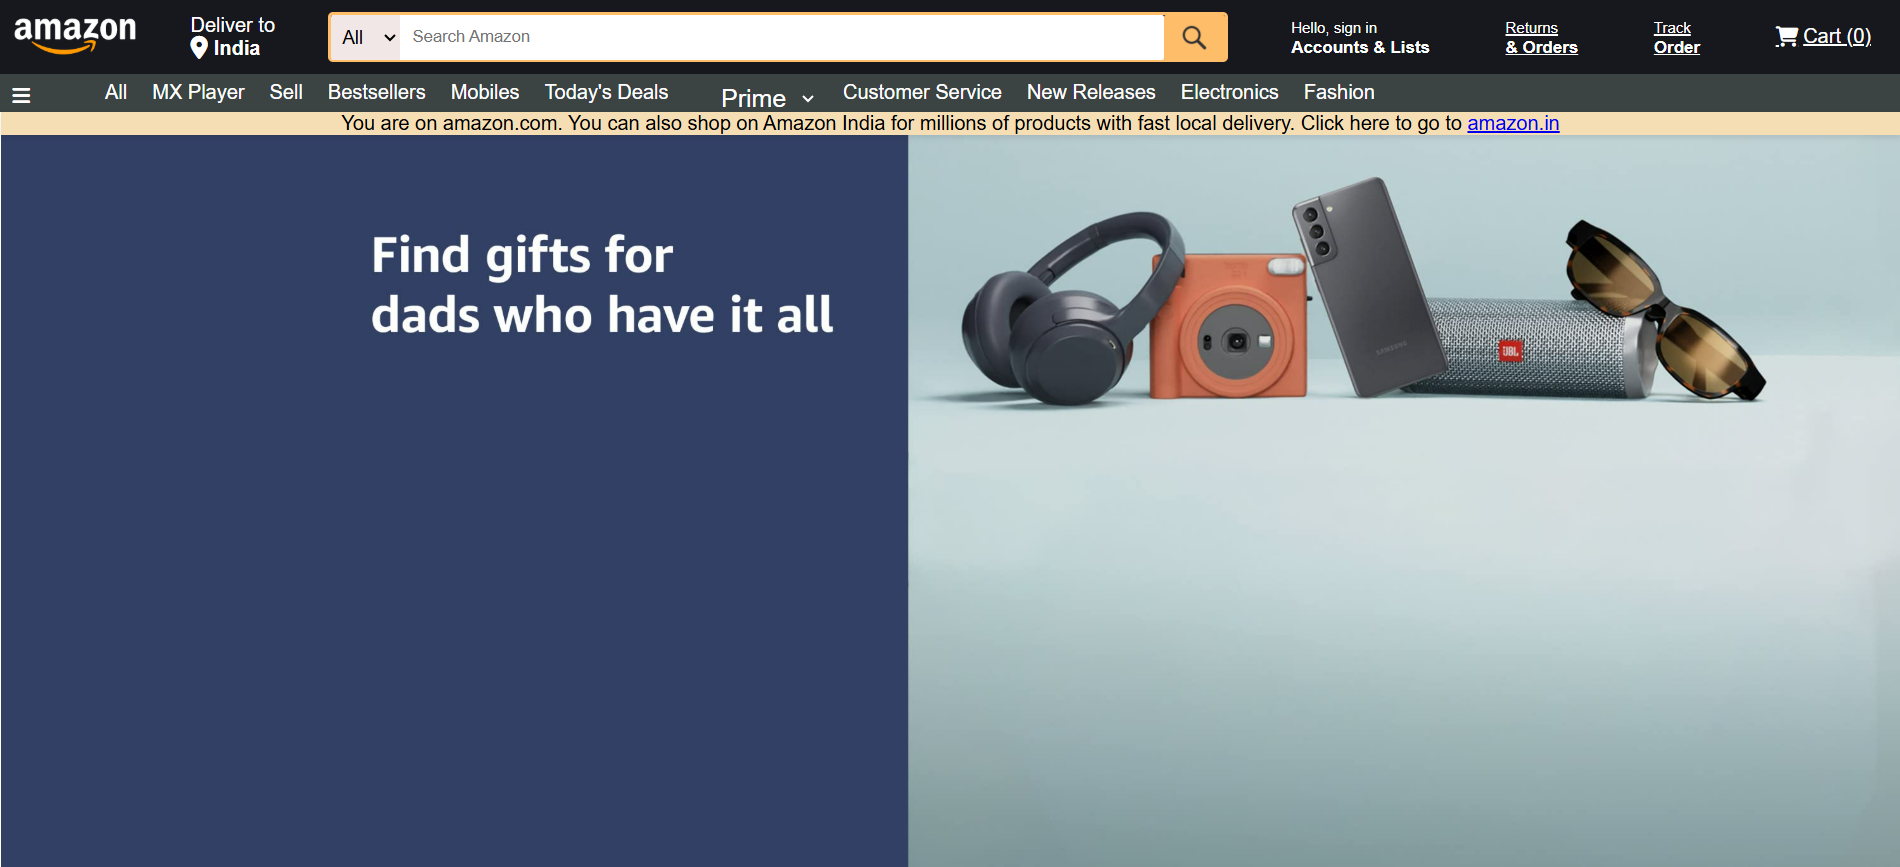 amazon
Deliver to
India
All
Search Amazon
Hello, sign in
Accounts & Lists
Returns
& Orders
Track
Order
Cart (0)
All MX Player Sell Bestsellers Mobiles Today's Deals Prime Customer Service New Releases Electronics Fashion
You are on amazon.com. You can also shop on Amazon India for millions of products with fast local delivery. Click here to go to amazon.in
Find gifts for
dads who have it all
SAMSUNG
JBL